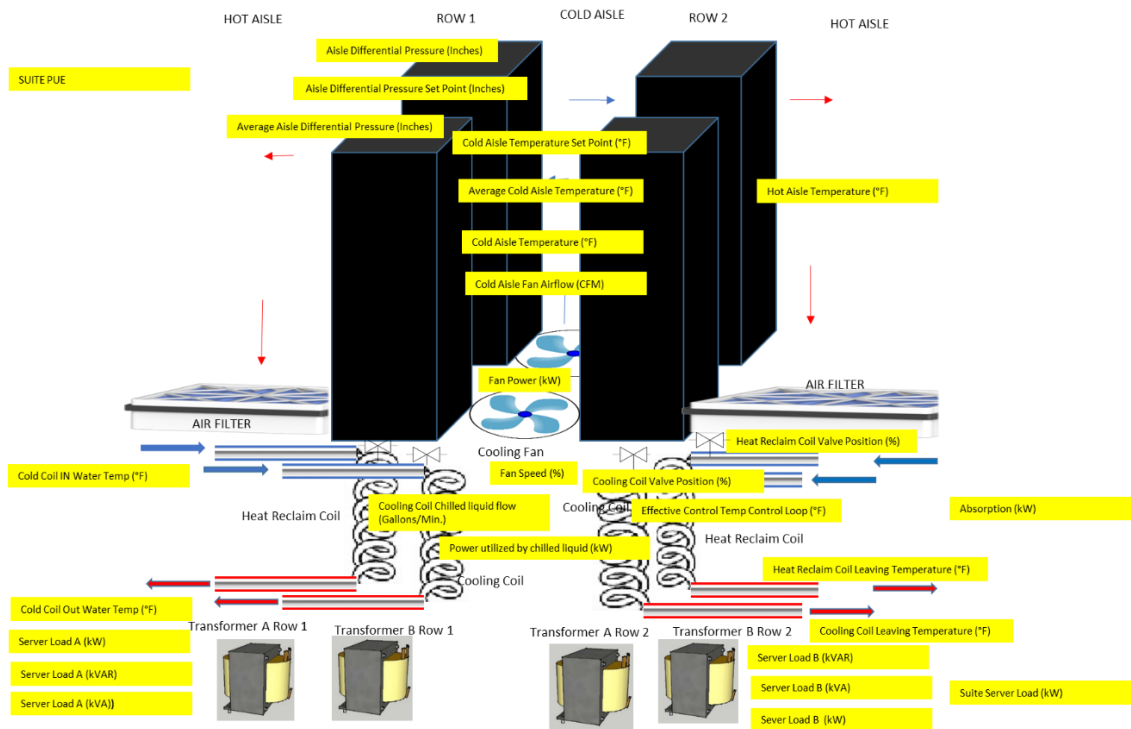 HOT AISLE
ROW 1
COLD AISLE
ROW 2
HOT AISLE
Aisle Differential Pressure (Inches)
SUITE PUE
Aisle Differential Pressure Set Point (Inches)
Average Aisle Differential Pressure (Inches)
Cold Aisle Temperature Set Point (°F)
Average Cold Aisle Temperature (°F)
Hot Aisle Temperature (°F)
Cold Aisle Temperature (°F)
Cold Aisle Fan Airflow (CFM)
Fan Power (kW)
AIR FILTER
AIR FILTER
Heat Reclaim Coil Valve Position (%)
Cooling Fan
Cold Coil IN Water Temp (°F)
Fan Speed (%)
Cooling Coil Valve Position (%)
Cooling Coil Chilled liquid flow
(Gallons/Min.)
Cooling Coil
Effective Control Temp Control Loop (°F)
Absorption (kW)
Heat Reclaim Coil
Heat Reclaim Coil
Power utilized by chilled liquid (kW)
Cooling Coil
Heat Reclaim Coil Leaving Temperature (°F)
Cold Coil Out Water Temp (°F)
Transformer A Row 1
Transformer B Row 1
Transformer A Row 2
Transformer B Row 2
Cooling Coil Leaving Temperature (°F)
Server Load A (kW)
Server Load B (kVAR)
Server Load A (kVAR)
Server Load B (kVA)
Suite Server Load (kW)
Server Load A (kVA))
Server Load B (kW)